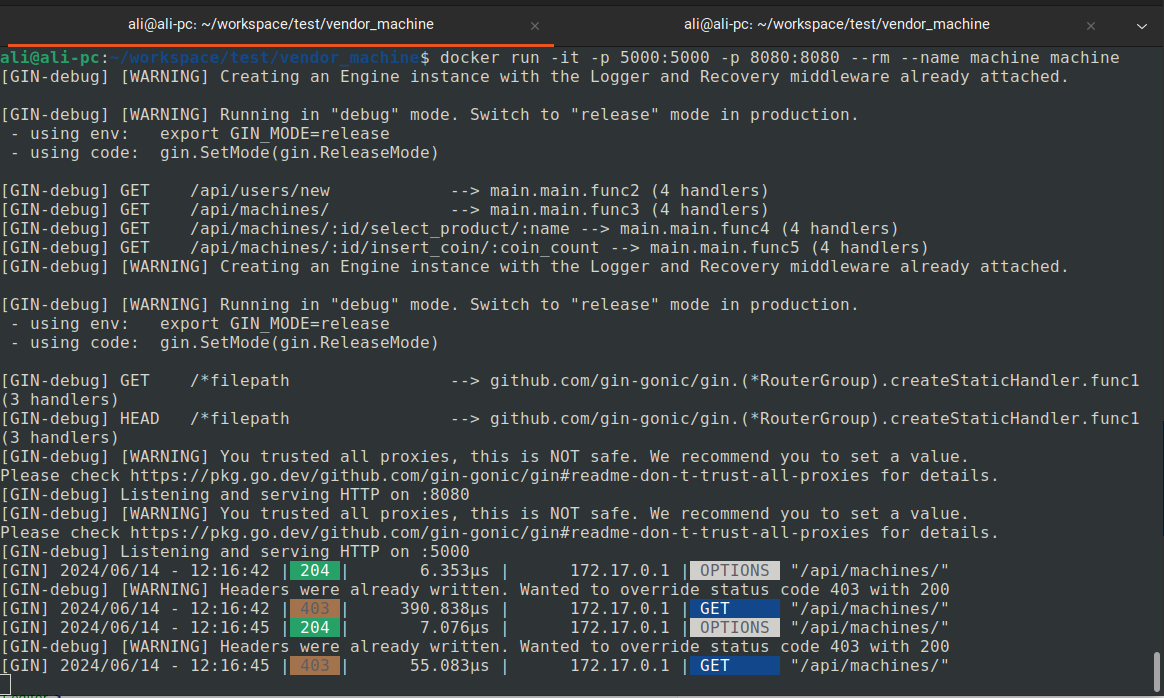 ali@ali-pc: ~/workspace/test/vendor_machine
ali@ali-pc: ~/workspace/test/vendor_machine
ali@ali-pc:~/workspace/test/vendor_machine$ docker run -it -p 5000:5000 -p 8080:8080 --rm --name machine machine
[GIN-debug] [WARNING] Creating an Engine instance with the Logger and Recovery middleware already attached.
[GIN-debug] [WARNING] Running in "debug" mode. Switch to "release" mode in production.
- using env:   export GIN_MODE=release
- using code:  gin.SetMode(gin.ReleaseMode)
[GIN-debug] GET    /api/users/new            --> main.main.func2 (4 handlers)
[GIN-debug] GET    /api/machines/            --> main.main.func3 (4 handlers)
[GIN-debug] GET    /api/machines/:id/select_product/:name --> main.main.func4 (4 handlers)
[GIN-debug] GET    /api/machines/:id/insert_coin/:coin_count --> main.main.func5 (4 handlers)
[GIN-debug] [WARNING] Creating an Engine instance with the Logger and Recovery middleware already attached.
[GIN-debug] [WARNING] Running in "debug" mode. Switch to "release" mode in production.
- using env:   export GIN_MODE=release
- using code:  gin.SetMode(gin.ReleaseMode)
[GIN-debug] GET    /*filepath                --> github.com/gin-gonic/gin.(*RouterGroup).createStaticHandler.func1
(3 handlers)
[GIN-debug] HEAD   /*filepath                --> github.com/gin-gonic/gin.(*RouterGroup).createStaticHandler.func1
(3 handlers)
[GIN-debug] [WARNING] You trusted all proxies, this is NOT safe. We recommend you to set a value.
Please check https://pkg.go.dev/github.com/gin-gonic/gin#readme-don-t-trust-all-proxies for details.
[GIN-debug] Listening and serving HTTP on :8080
[GIN-debug] [WARNING] You trusted all proxies, this is NOT safe. We recommend you to set a value.
Please check https://pkg.go.dev/github.com/gin-gonic/gin#readme-don-t-trust-all-proxies for details.
[GIN-debug] Listening and serving HTTP on :5000
[GIN] 2024/06/14 - 12:16:42 | 204 |       6.353µs |      172.17.0.1 | OPTIONS  "/api/machines/"
[GIN-debug] [WARNING] Headers were already written. Wanted to override status code 403 with 200
[GIN] 2024/06/14 - 12:16:42 | 403 |     390.838µs |      172.17.0.1 | GET      "/api/machines/"
[GIN] 2024/06/14 - 12:16:45 | 204 |       7.076µs |      172.17.0.1 | OPTIONS  "/api/machines/"
[GIN-debug] [WARNING] Headers were already written. Wanted to override status code 403 with 200
[GIN] 2024/06/14 - 12:16:45 | 403 |      55.083µs |      172.17.0.1 | GET      "/api/machines/"